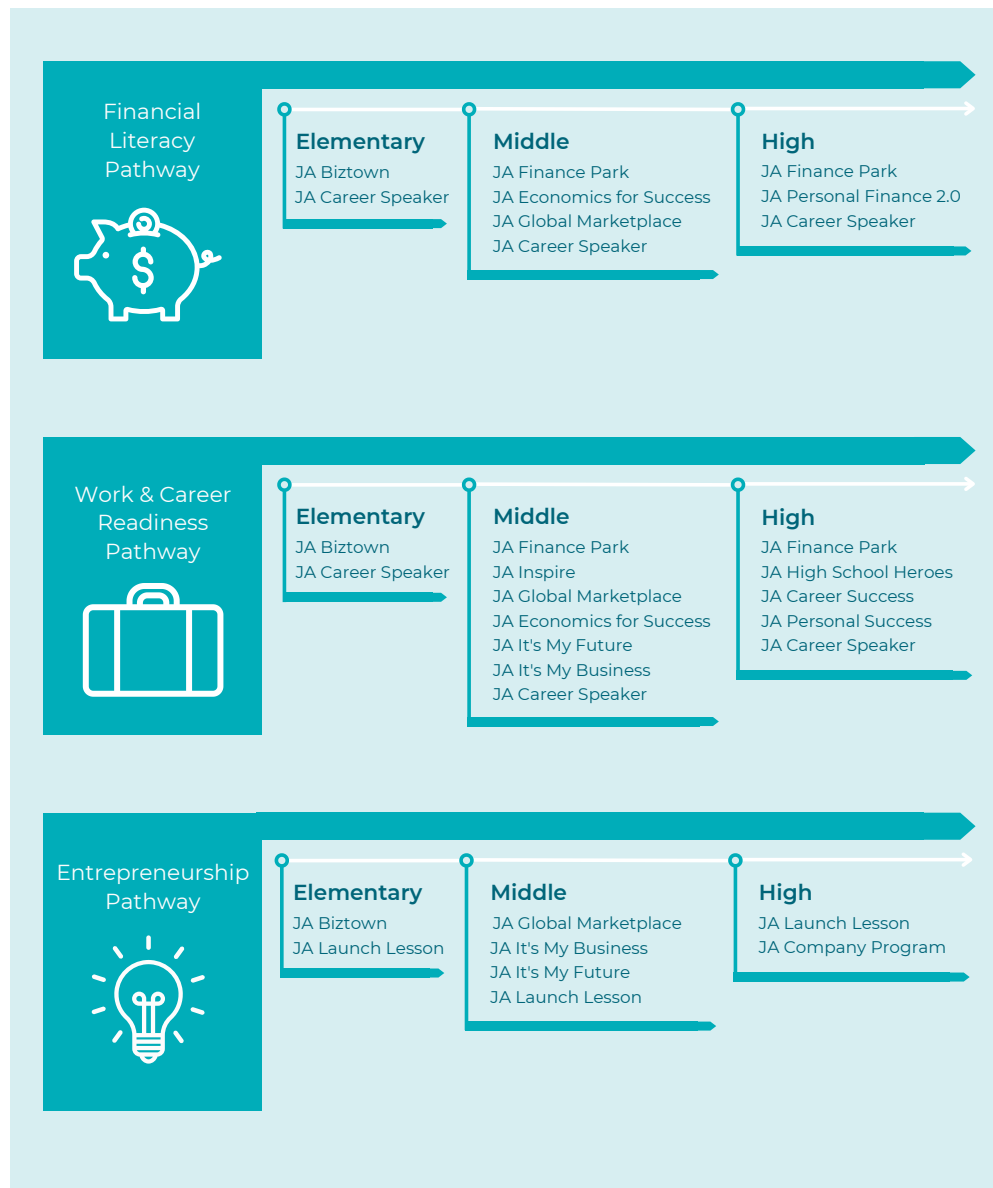 Financial
Literacy
Pathway
Elementary
JA Biztown
JA Career Speaker
Middle
JA Finance Park
JA Economics for Success
JA Global Marketplace
JA Career Speaker
High
JA Finance Park
JA Personal Finance 2.0
JA Career Speaker
$
Work & Career
Readiness
Pathway
Elementary
JA Biztown
JA Career Speaker
Middle
JA Finance Park
JA Inspire
JA Global Marketplace
JA Economics for Success
JA It's My Future
JA It's My Business
JA Career Speaker
High
JA Finance Park
JA High School Heroes
JA Career Success
JA Personal Success
JA Career Speaker
Entrepreneurship
Pathway
Elementary
JA Biztown
JA Launch Lesson
Middle
JA Global Marketplace
JA It's My Business
JA It's My Future
JA Launch Lesson
High
JA Launch Lesson
JA Company Program